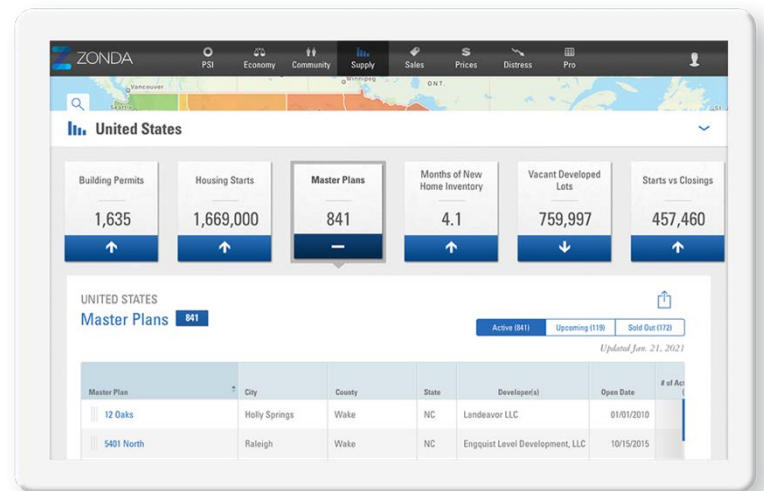 ZONDA
PSI Economy Community Supply Sales Prices Distress Pro
Vancouver
Winnipeg
ONT.
Seattle
United States
Building Permits
1,635
Housing Starts
1,669,000
Master Plans
841
Months of New
Home Inventory
4.1
Vacant Developed
Lots
759,997
Starts vs Closings
457,460
UNITED STATES
Master Plans 841
Active (841) Upcoming (119) Sold Out (172)
Updated Jan. 21, 2021
Master Plan City County State Developer(s) Open Date # of Act
12 Oaks Holly Springs Wake NC Landeavor LLC 01/01/2010
5401 North Raleigh Wake NC Engquist Level Development, LLC 10/15/2015